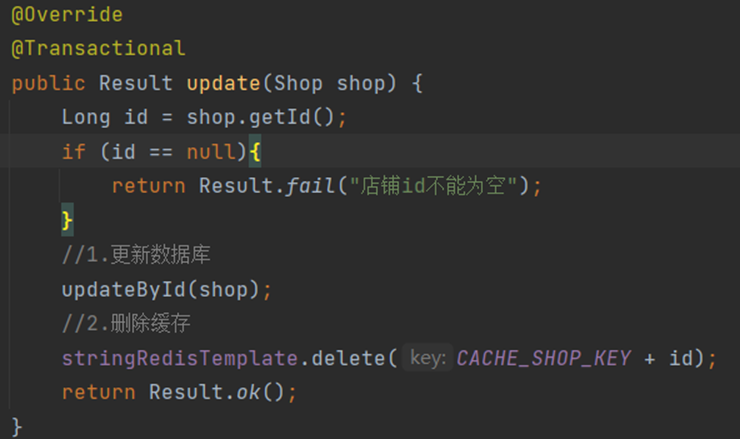 @Override
@Transactional
public Result update(Shop shop) {
    Long id = shop.getId();
    if (id == null){
        return Result.fail("店铺id不能为空");
    }
    //1.更新数据库
    updateById(shop);
    //2.删除缓存
    stringRedisTemplate.delete( key: CACHE_SHOP_KEY + id);
    return Result.ok();
}